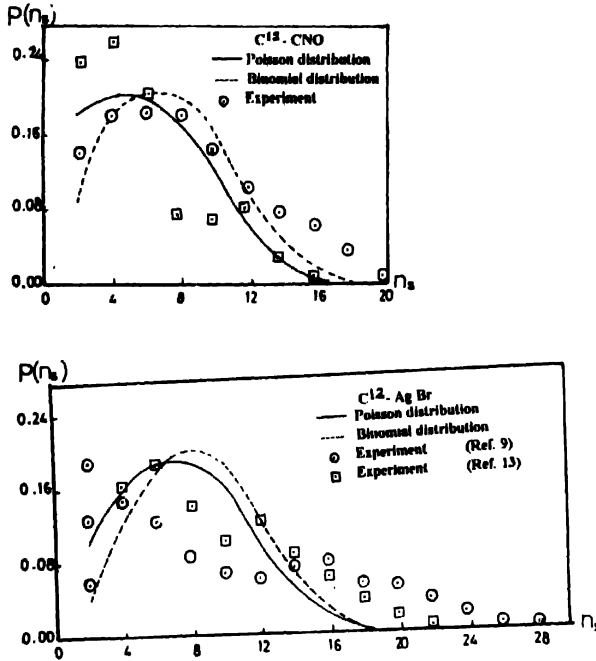 P(nₛ)
C12 - CNO
Poisson distribution
Binomial distribution
Experiment
0.24
0.16
0.08
0.00
0 4 8 12 16 20 nₛ
P(nₛ)
C12 - Ag Br
Poisson distribution
Binomial distribution
Experiment (Ref. 9)
Experiment (Ref. 13)
0.24
0.16
0.08
0.00
0 4 8 12 16 20 24 28 n